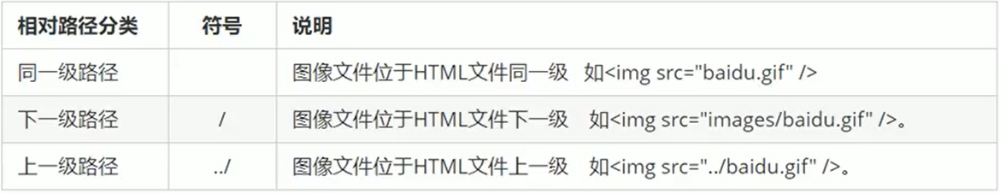 相对路径分类 符号 说明
同一级路径 图像文件位于HTML文件同一级 如<img src="baidu.gif" />
下一级路径 / 图像文件位于HTML文件下一级 如<img src="images/baidu.gif" />。
上一级路径 ../ 图像文件位于HTML文件上一级 如<img src="../baidu.gif" />。